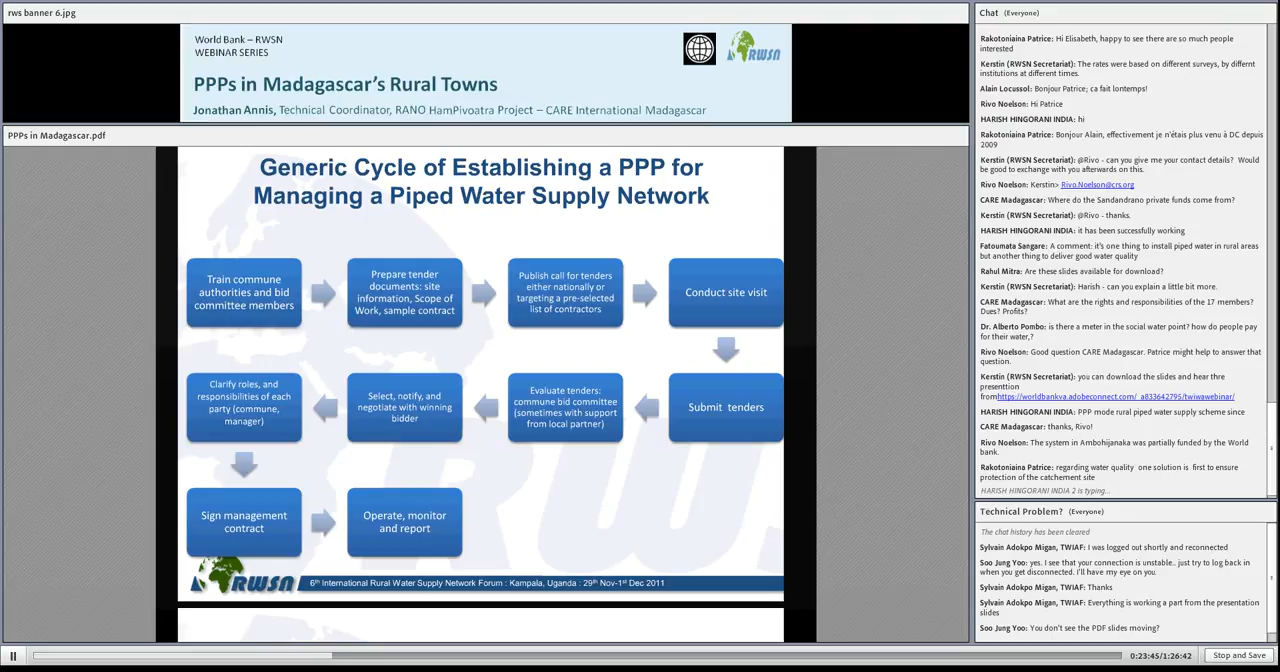 rws banner 6.jpg
World Bank – RWSN
WEBINAR SERIES
RWSN
PPPs in Madagascar's Rural Towns
Jonathan Annis, Technical Coordinator, RANO HamPivoatra Project – CARE International Madagascar
PPPs in Madagascar.pdf
Generic Cycle of Establishing a PPP for
Managing a Piped Water Supply Network
Train commune
authorities and bid
committee members
Prepare tender
documents: site
information, Scope of
Work, sample contract
Publish call for tenders
either nationally or
targeting a pre-selected
list of contractors
Conduct site visit
Submit tenders
Evaluate tenders:
commune bid committee
(sometimes with support
from local partner)
Select, notify, and
negotiate with winning
bidder
Clarify roles, and
responsibilities of each
party (commune,
manager)
Sign management
contract
Operate, monitor
and report
RWSN
6th International Rural Water Supply Network Forum : Kampala, Uganda : 29th Nov-1st Dec 2011
Chat (Everyone)
Rakotoniaina Patrice: Hi Elisabeth, happy to see there are so much people
interested
Kerstin (RWSN Secretariat): The rates were based on different surveys, by differnt
institutions at different times.
Alain Locussol: Bonjour Patrice; ca fait lontemps!
Rivo Noelson: Hi Patrice
HARISH HINGORANI INDIA: hi
Rakotoniaina Patrice: Bonjour Alain, effectivement je n'étais plus venu à DC depuis
2009
Kerstin (RWSN Secretariat): @Rivo - can you give me your contact details? Would
be good to exchange with you afterwards on this.
Rivo Noelson: Kerstin> Rivo.Noelson@crs.org
CARE Madagascar: Where do the Sandandrano private funds come from?
Kerstin (RWSN Secretariat): @Rivo - thanks.
HARISH HINGORANI INDIA: it has been successfully working
Fatoumata Sangare: A comment: it's one thing to install piped water in rural areas
but another thing to deliver good water quality
Rahul Mitra: Are these slides available for download?
Kerstin (RWSN Secretariat): Harish - can you explain a little bit more.
CARE Madagascar: What are the rights and responsibilities of the 17 members?
Dues? Profits?
Dr. Alberto Pombo: is there a meter in the social water point? how do people pay
for their water,?
Rivo Noelson: Good question CARE Madagascar. Patrice might help to answer that
question.
Kerstin (RWSN Secretariat): you can download the slides and hear thre
presenttion
fromhttps://worldbankva.adobeconnect.com/_a833642795/twiwawebinar/
HARISH HINGORANI INDIA: PPP mode rural piped water supply scheme since
CARE Madagascar: thanks, Rivo!
Rivo Noelson: The system in Ambohijanaka was partially funded by the World
bank.
Rakotoniaina Patrice: regarding water quality one solution is first to ensure
protection of the catchement site
HARISH HINGORANI INDIA 2 is typing...
Technical Problem? (Everyone)
The chat history has been cleared
Sylvain Adokpo Migan, TWIAF: I was logged out shortly and reconnected
Soo Jung Yoo: yes. I see that your connection is unstable.. just try to log back in
when you get disconnected. I'll have my eye on you.
Sylvain Adokpo Migan, TWIAF: Thanks
Sylvain Adokpo Migan, TWIAF: Everything is working a part from the presentation
slides
Soo Jung Yoo: You don't see the PDF slides moving?
0:23:45/1:26:42
Stop and Save